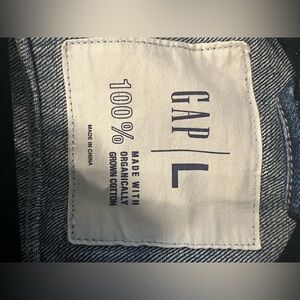 GAP | L
100% MADE WITH
ORGANICALLY
GROWN COTTON
MADE IN CHINA